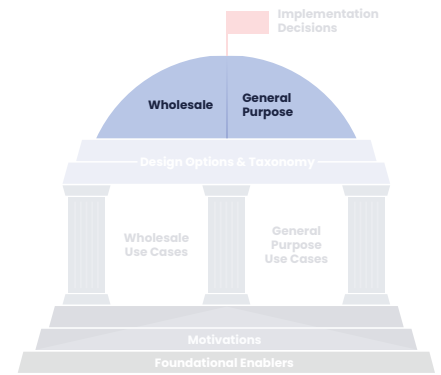 Implementation
Decisions
Wholesale
General
Purpose
Design Options & Taxonomy
Wholesale
Use Cases
General
Purpose
Use Cases
Motivations
Foundational Enablers